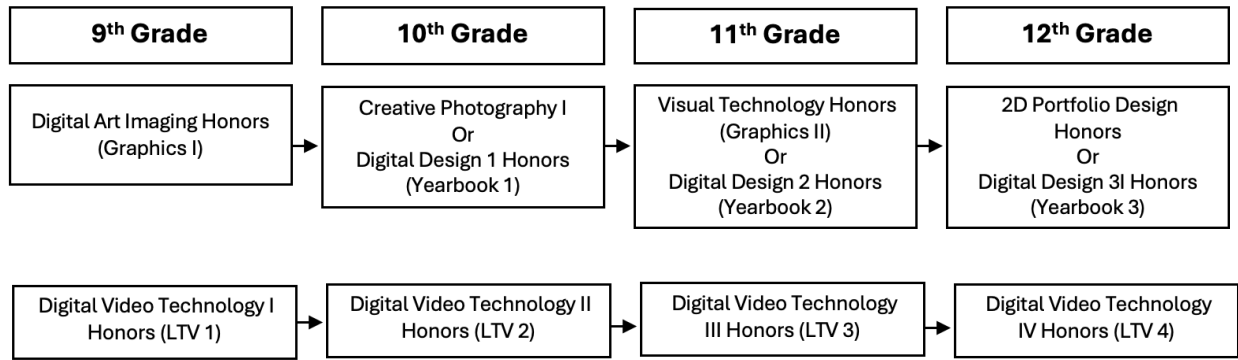 9th Grade
10th Grade
11th Grade
12th Grade
Digital Art Imaging Honors
(Graphics I)
Creative Photography I
Or
Digital Design 1 Honors
(Yearbook 1)
Visual Technology Honors
(Graphics II)
Or
Digital Design 2 Honors
(Yearbook 2)
2D Portfolio Design
Honors
Or
Digital Design 3I Honors
(Yearbook 3)
Digital Video Technology I
Honors (LTV 1)
Digital Video Technology II
Honors (LTV 2)
Digital Video Technology
III Honors (LTV 3)
Digital Video Technology
IV Honors (LTV 4)